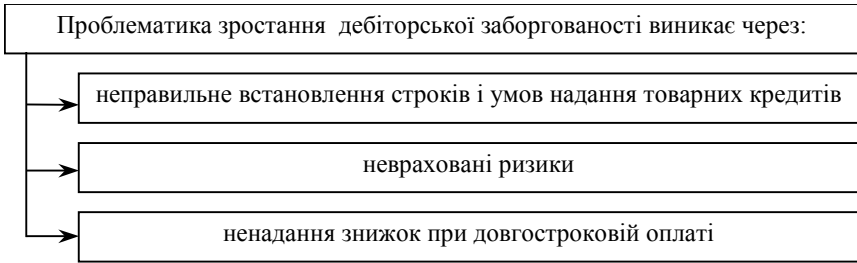 Проблематика зростання дебіторської заборгованості виникає через:
неправильне встановлення строків і умов надання товарних кредитів
невраховані ризики
ненадання знижок при довгостроковій оплаті